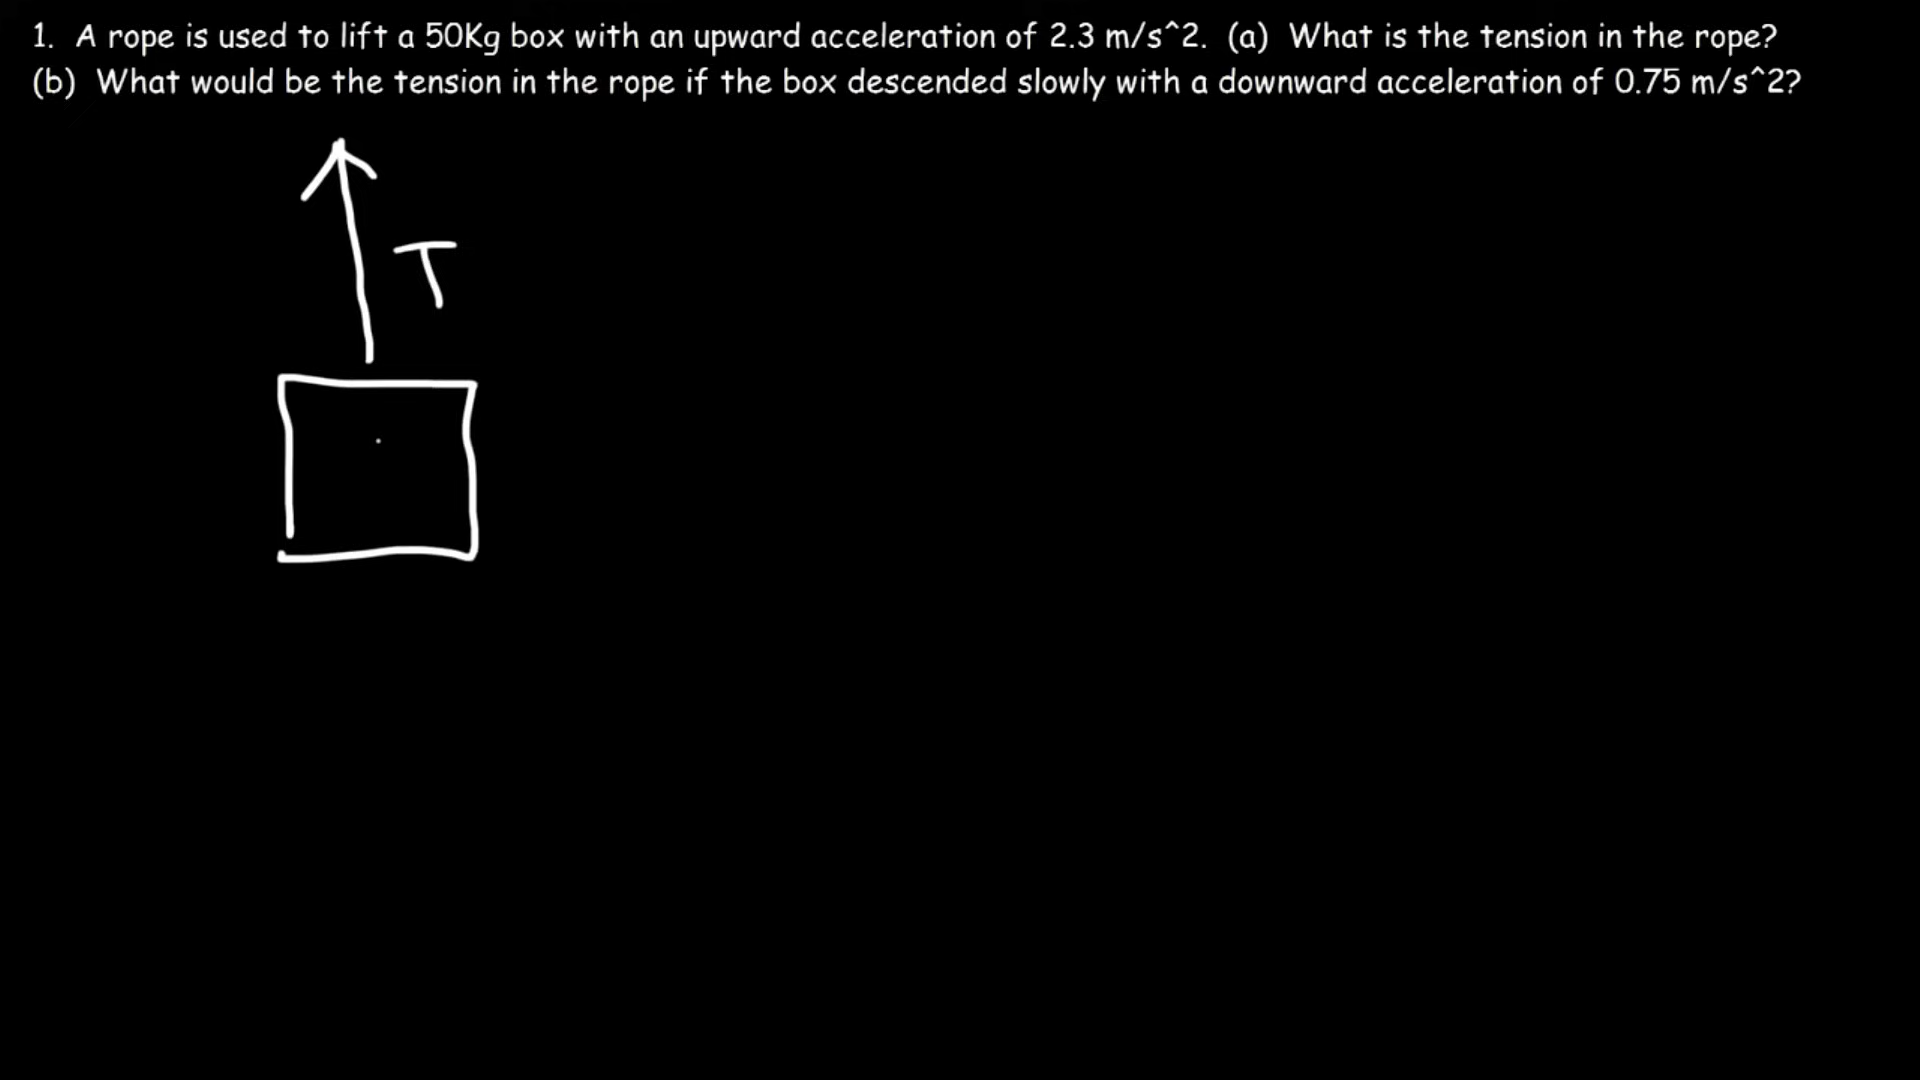 1. A rope is used to lift a 50Kg box with an upward acceleration of 2.3 m/s^2. (a) What is the tension in the rope?
(b) What would be the tension in the rope if the box descended slowly with a downward acceleration of 0.75 m/s^2?
T